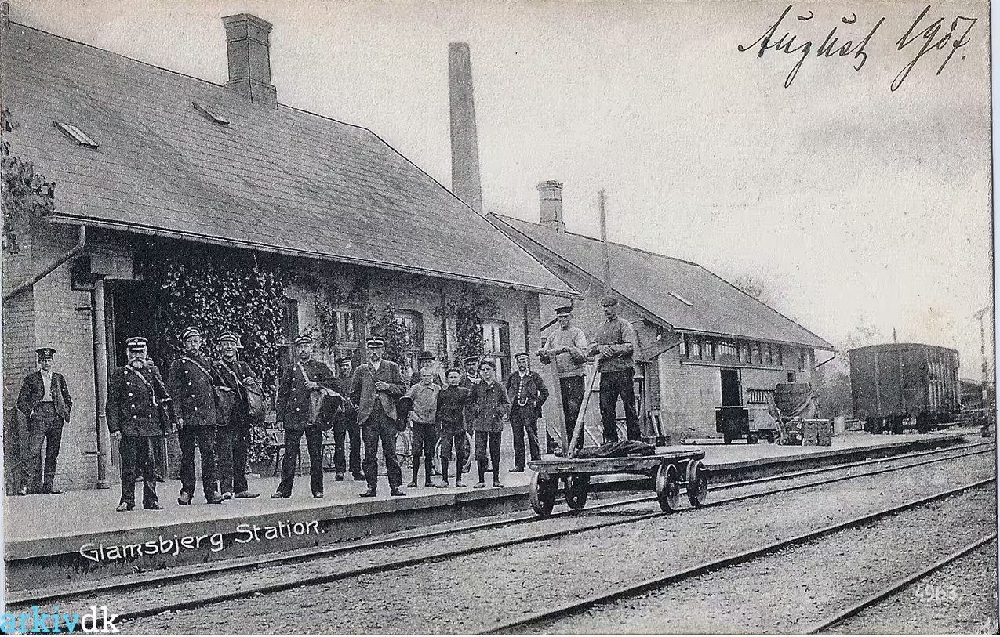 August 1907.
Glamsbjerg Station.
4963.
arkivdk